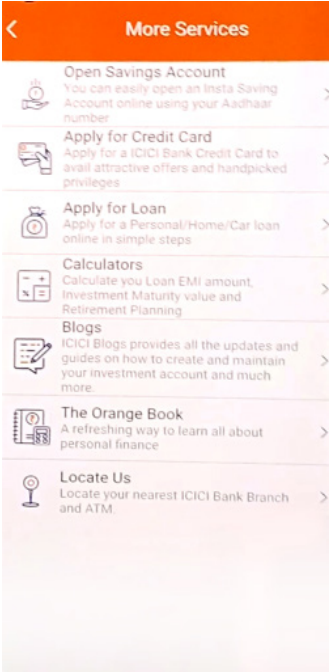 More Services
Open Savings Account
You can easily open an Insta Saving
Account online using your Aadhaar
number
Apply for Credit Card
Apply for a ICICI Bank Credit Card to
avail attractive offers and handpicked
privileges
Apply for Loan
Apply for a Personal/Home/Car loan
online in simple steps
Calculators
Calculate you Loan EMI amount,
Investment Maturity value and
Retirement Planning
Blogs
ICICI Blogs provides all the updates and
guides on how to create and maintain
your investment account and much
more.
The Orange Book
A refreshing way to learn all about
personal finance
Locate Us
Locate your nearest ICICI Bank Branch
and ATM.